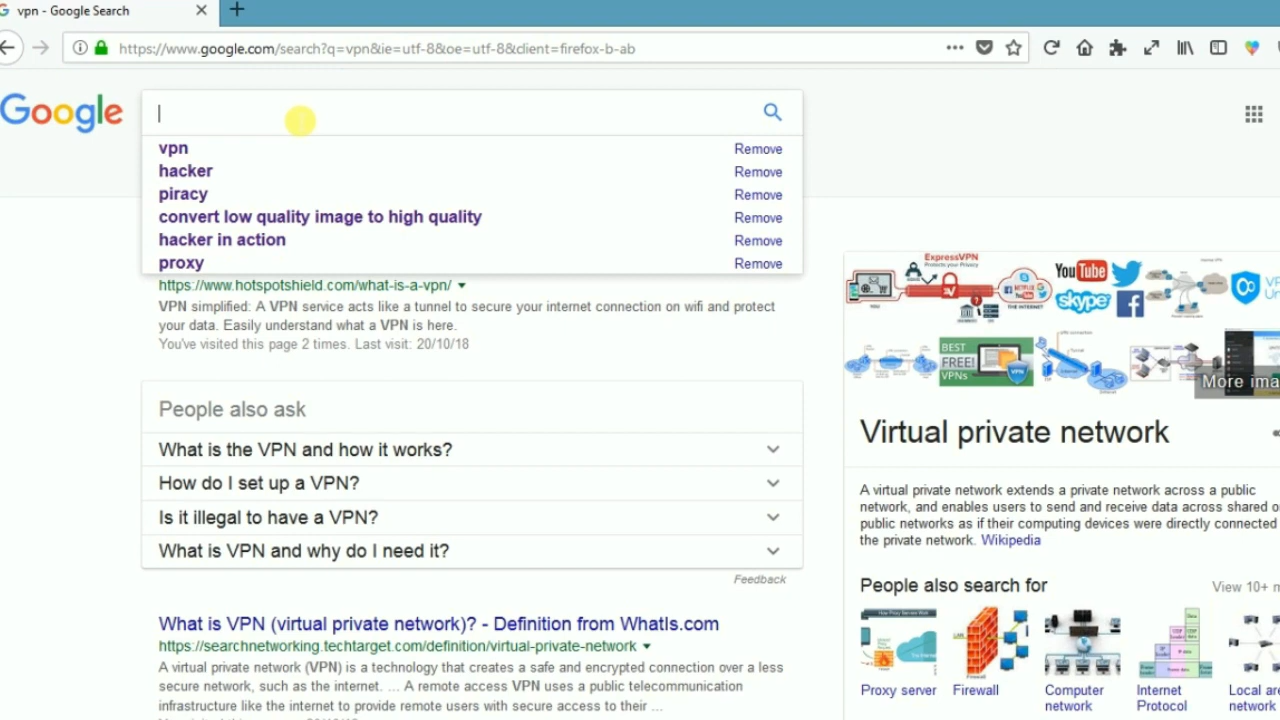 vpn - Google Search
https://www.google.com/search?q=vpn&ie=utf-8&oe=utf-8&client=firefox-b-ab
Google
vpn Remove
hacker Remove
piracy Remove
convert low quality image to high quality Remove
hacker in action Remove
proxy Remove
https://www.hotspotshield.com/what-is-a-vpn/
VPN simplified: A VPN service acts like a tunnel to secure your internet connection on wifi and protect
your data. Easily understand what a VPN is here.
You've visited this page 2 times. Last visit: 20/10/18
People also ask
What is the VPN and how it works?
How do I set up a VPN?
Is it illegal to have a VPN?
What is VPN and why do I need it?
Feedback
What is VPN (virtual private network)? - Definition from WhatIs.com
https://searchnetworking.techtarget.com/definition/virtual-private-network
A virtual private network (VPN) is a technology that creates a safe and encrypted connection over a less
secure network, such as the internet. ... A remote access VPN uses a public telecommunication
infrastructure like the internet to provide remote users with secure access to their ...
ExpressVPN
YouTube
skype
BEST
FREE!
VPNs
More ima
Virtual private network
A virtual private network extends a private network across a public
network, and enables users to send and receive data across shared o
public networks as if their computing devices were directly connected
the private network. Wikipedia
People also search for View 10+ m
Proxy server
Firewall
Computer
network
Internet
Protocol
Local are
network